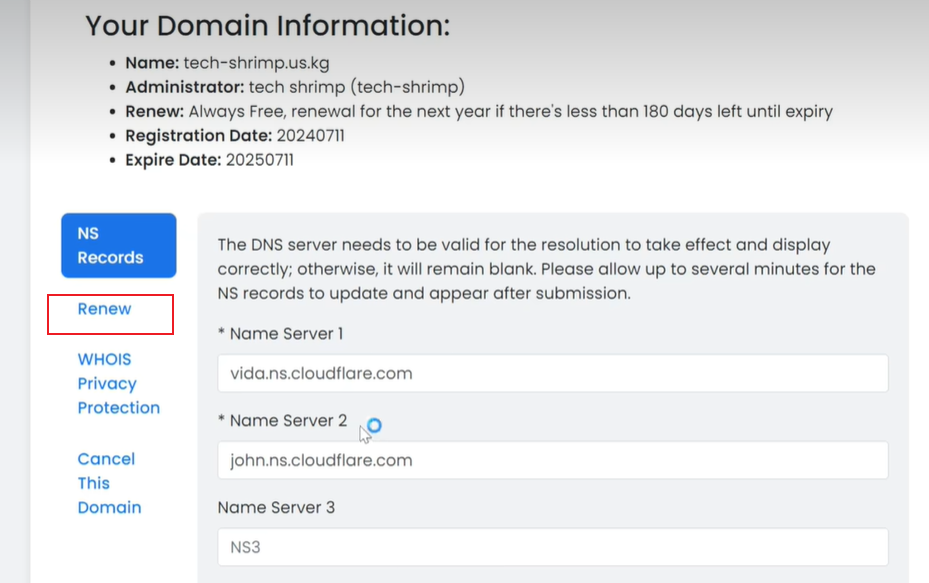 Your Domain Information:
Name: tech-shrimp.us.kg
Administrator: tech shrimp (tech-shrimp)
Renew: Always Free, renewal for the next year if there's less than 180 days left until expiry
Registration Date: 20240711
Expire Date: 20250711
NS
Records
Renew
WHOIS
Privacy
Protection
Cancel
This
Domain
The DNS server needs to be valid for the resolution to take effect and display
correctly; otherwise, it will remain blank. Please allow up to several minutes for the
NS records to update and appear after submission.
* Name Server 1
vida.ns.cloudflare.com
* Name Server 2
john.ns.cloudflare.com
Name Server 3
NS3